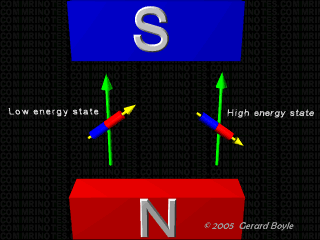 S
Low energy state
High energy state
N
© 2005 Gerard Boyle